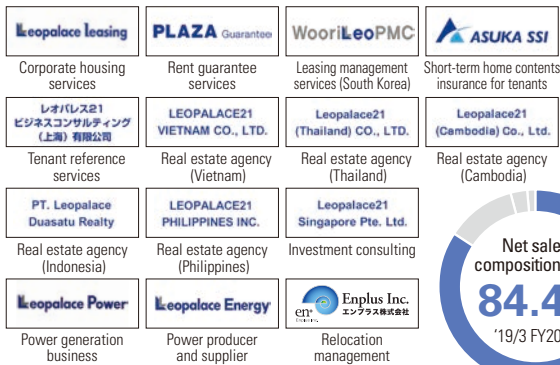 Leopalace leasing
PLAZA Guarantee
WooriLeoPMC
ASUKA SSI
Corporate housing
services
Rent guarantee
services
Leasing management
services (South Korea)
Short-term home contents
insurance for tenants
レオパレス21
ビジネスコンサルティング
（上海）有限公司
LEOPALACE21
VIETNAM CO., LTD.
Leopalace21
(Thailand) CO., LTD.
Leopalace21
(Cambodia) Co., Ltd.
Tenant reference
services
Real estate agency
(Vietnam)
Real estate agency
(Thailand)
Real estate agency
(Cambodia)
PT. Leopalace
Duasatu Realty
LEOPALACE21
PHILIPPINES INC.
Leopalace21
Singapore Pte. Ltd.
Real estate agency
(Indonesia)
Real estate agency
(Philippines)
Investment consulting
Net sale
composition
84.4
'19/3 FY20
Leopalace Power
Leopalace Energy
en
Enplus Inc.
エンプラス株式会社
Power generation
business
Power producer
and supplier
Relocation
management